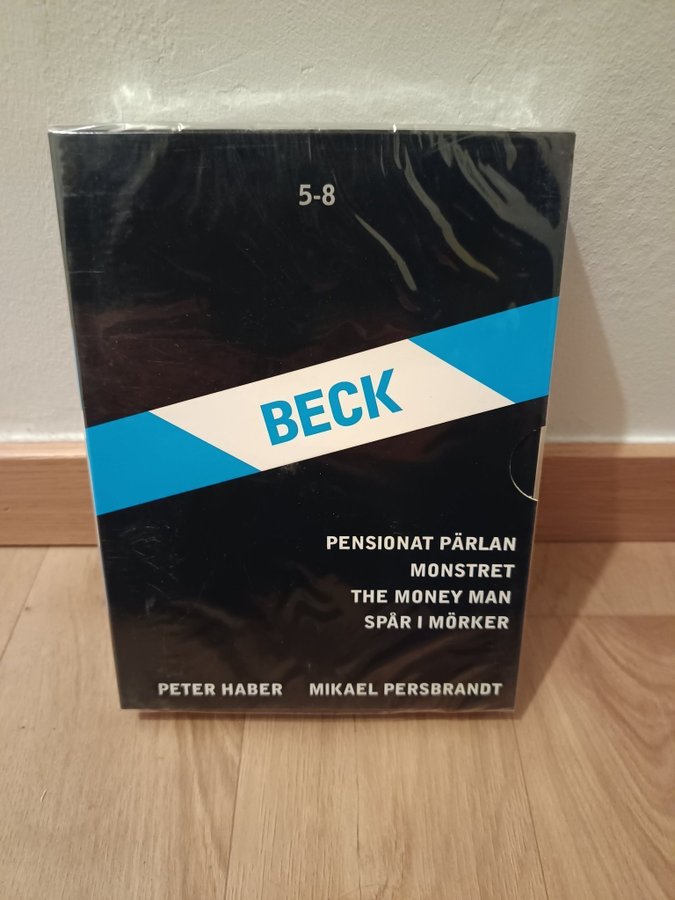 5-8
BECK
PENSIONAT PÄRLAN
MONSTRET
THE MONEY MAN
SPÅR I MÖRKER
PETER HABER MIKAEL PERSBRANDT